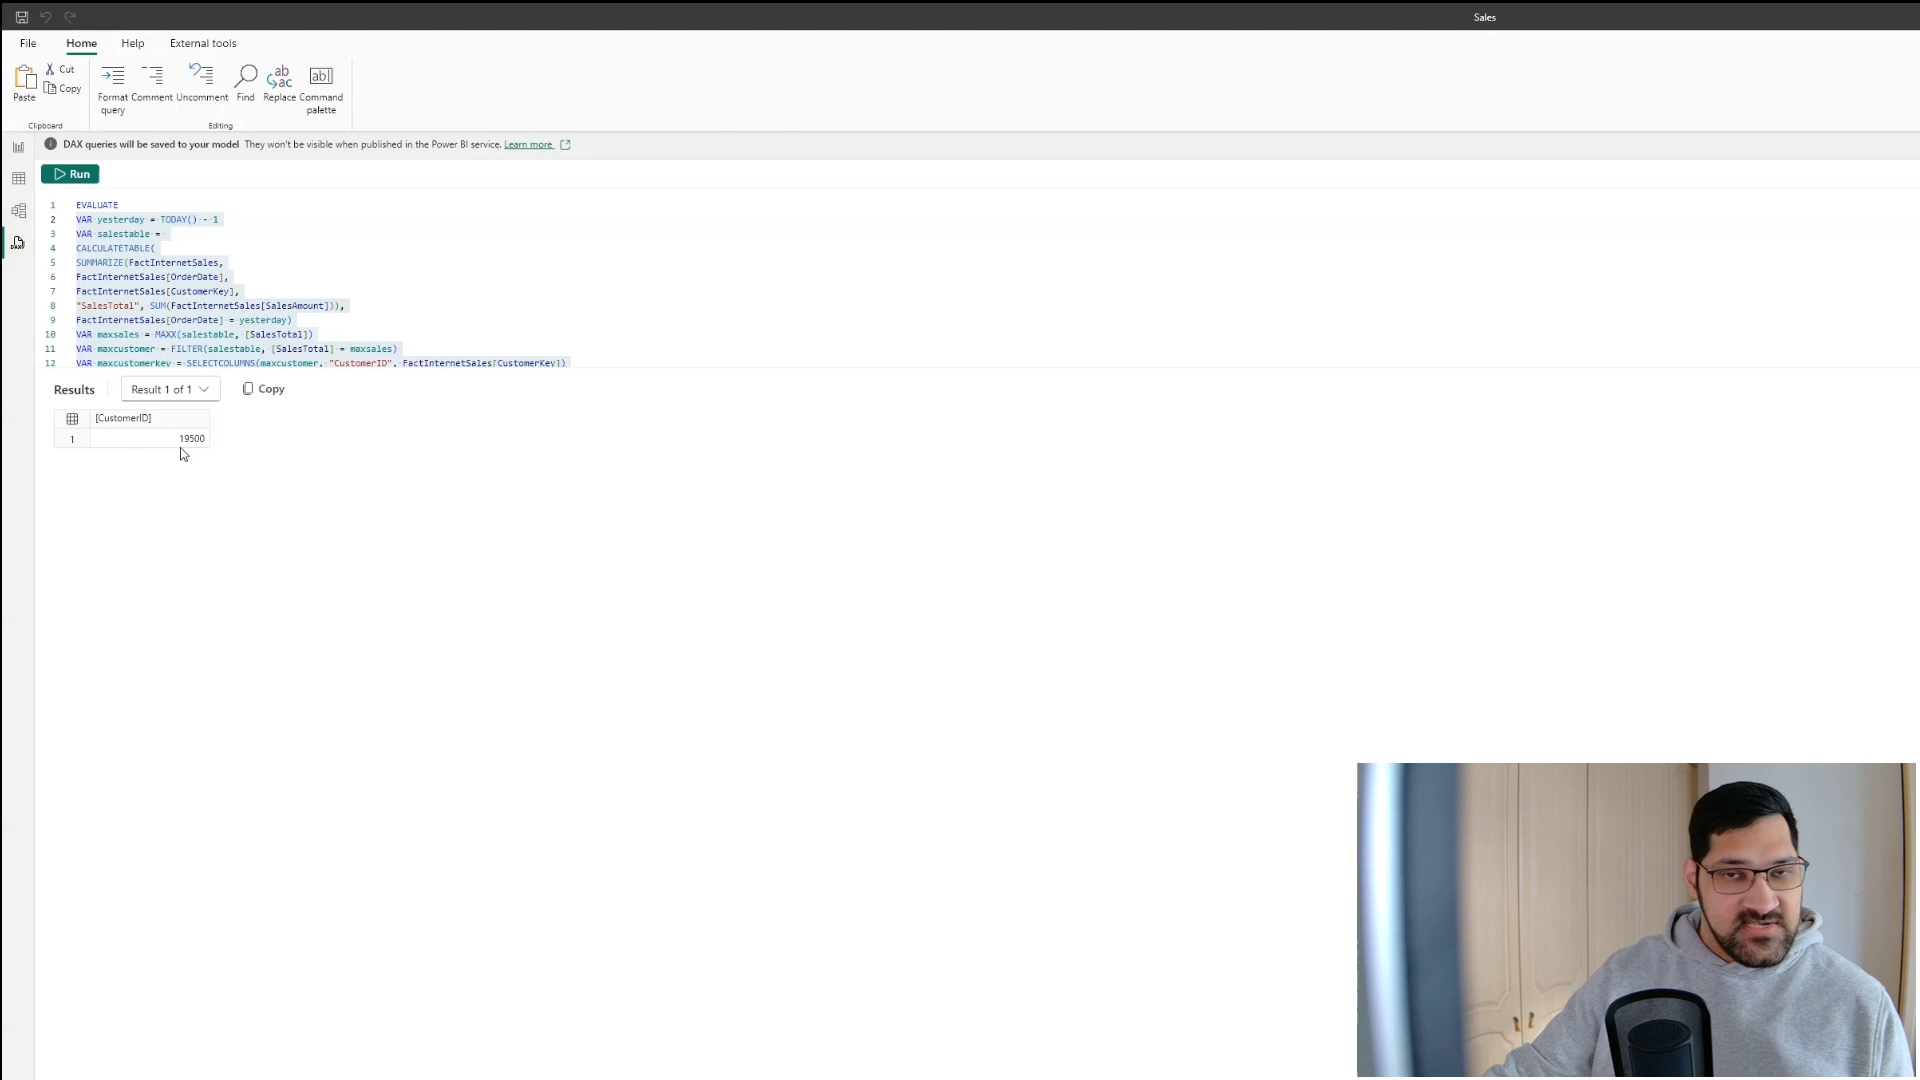 Sales
File Home Help External tools
Paste
Cut
Copy
Format query
Comment
Uncomment
Find
Replace
Command palette
Clipboard
Editing
DAX queries will be saved to your model They won't be visible when published in the Power BI service. Learn more
Run
1 EVALUATE
2 VAR yesterday = TODAY() - 1
3 VAR salestable =
4 CALCULATETABLE(
5 SUMMARIZE(FactInternetSales,
6 FactInternetSales[OrderDate],
7 FactInternetSales[CustomerKey],
8 "SalesTotal", SUM(FactInternetSales[SalesAmount])),
9 FactInternetSales[OrderDate] = yesterday)
10 VAR maxsales = MAXX(salestable, [SalesTotal])
11 VAR maxcustomer = FILTER(salestable, [SalesTotal] = maxsales)
12 VAR maxcustomerkey = SELECTCOLUMNS(maxcustomer, "CustomerID", FactInternetSales[CustomerKey])
Results Result 1 of 1 Copy
[CustomerID]
1 19500